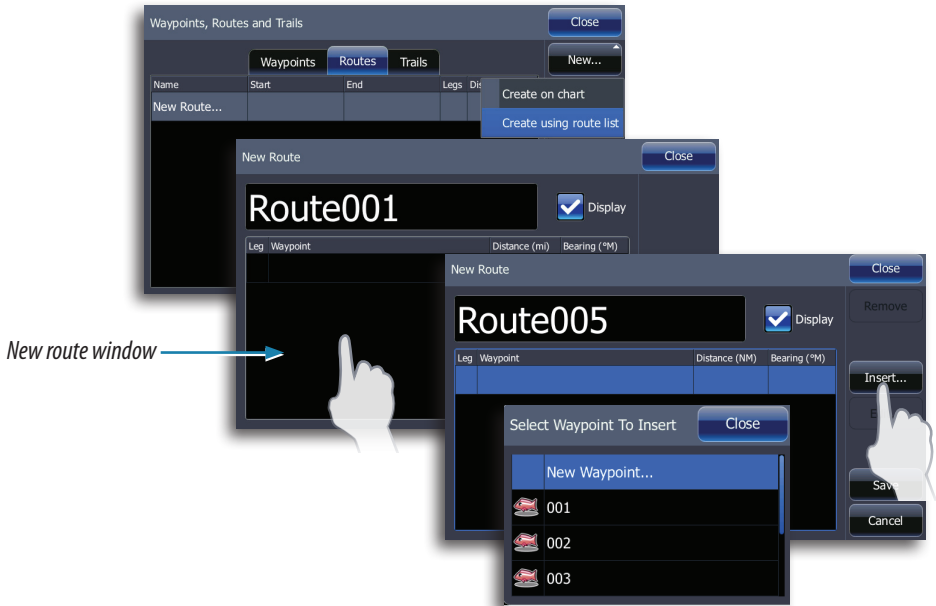 Waypoints, Routes and Trails
Close
Waypoints Routes Trails
New...
Name Start End Legs
New Route...
Create on chart
Create using route list
New Route
Close
Route001
Display
Leg Waypoint Distance (mi) Bearing (°M)
New route window
New Route
Close
Route005
Display
Remove
Leg Waypoint Distance (NM) Bearing (°M)
Insert...
Save
Cancel
Select Waypoint To Insert
Close
New Waypoint...
001
002
003